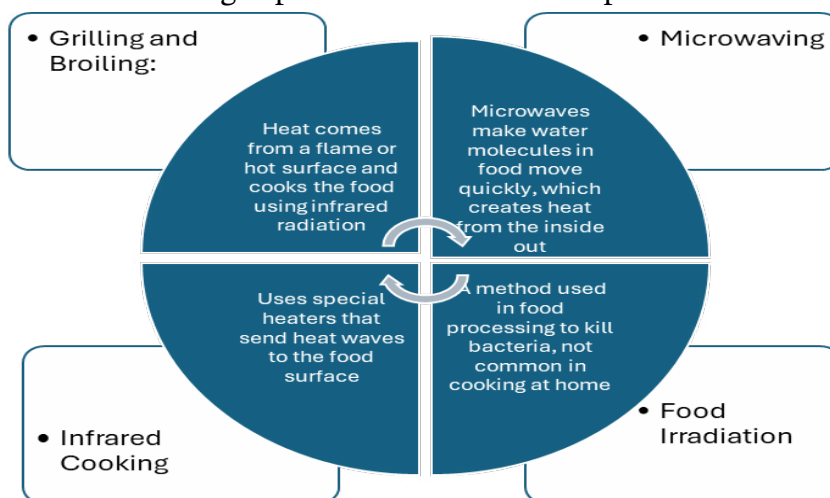 • Grilling and
Broiling:
Heat comes
from a flame or
hot surface and
cooks the food
using infrared
radiation
• Microwaving
Microwaves
make water
molecules in
food move
quickly, which
creates heat
from the inside
out
Uses special
heaters that
send heat waves
to the food
surface
• Infrared
Cooking
A method used
in food
processing to kill
bacteria, not
common in
cooking at home
• Food
Irradiation